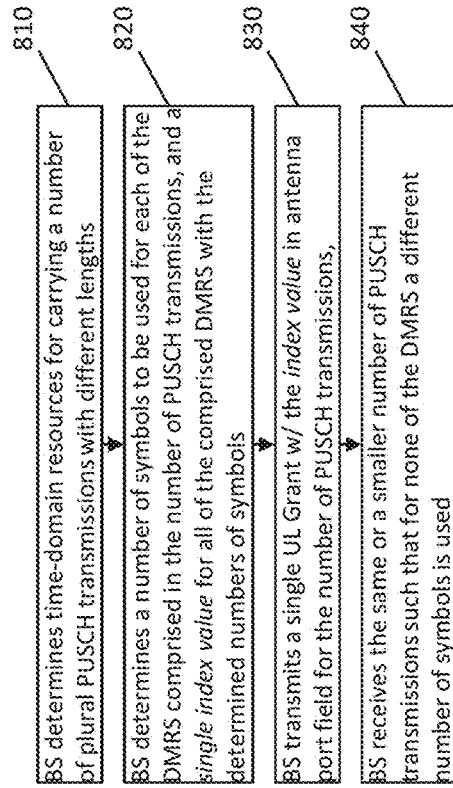 BS determines time-domain resources for carrying a number
of plural PUSCH transmissions with different lengths
810
BS determines a number of symbols to be used for each of the
DMRS comprised in the number of PUSCH transmissions, and a
single index value for all of the comprised DMRS with the
determined numbers of symbols
820
BS transmits a single UL Grant w/ the index value in antenna
port field for the number of PUSCH transmissions,
830
BS receives the same or a smaller number of PUSCH
transmissions such that for none of the DMRS a different
number of symbols is used
840